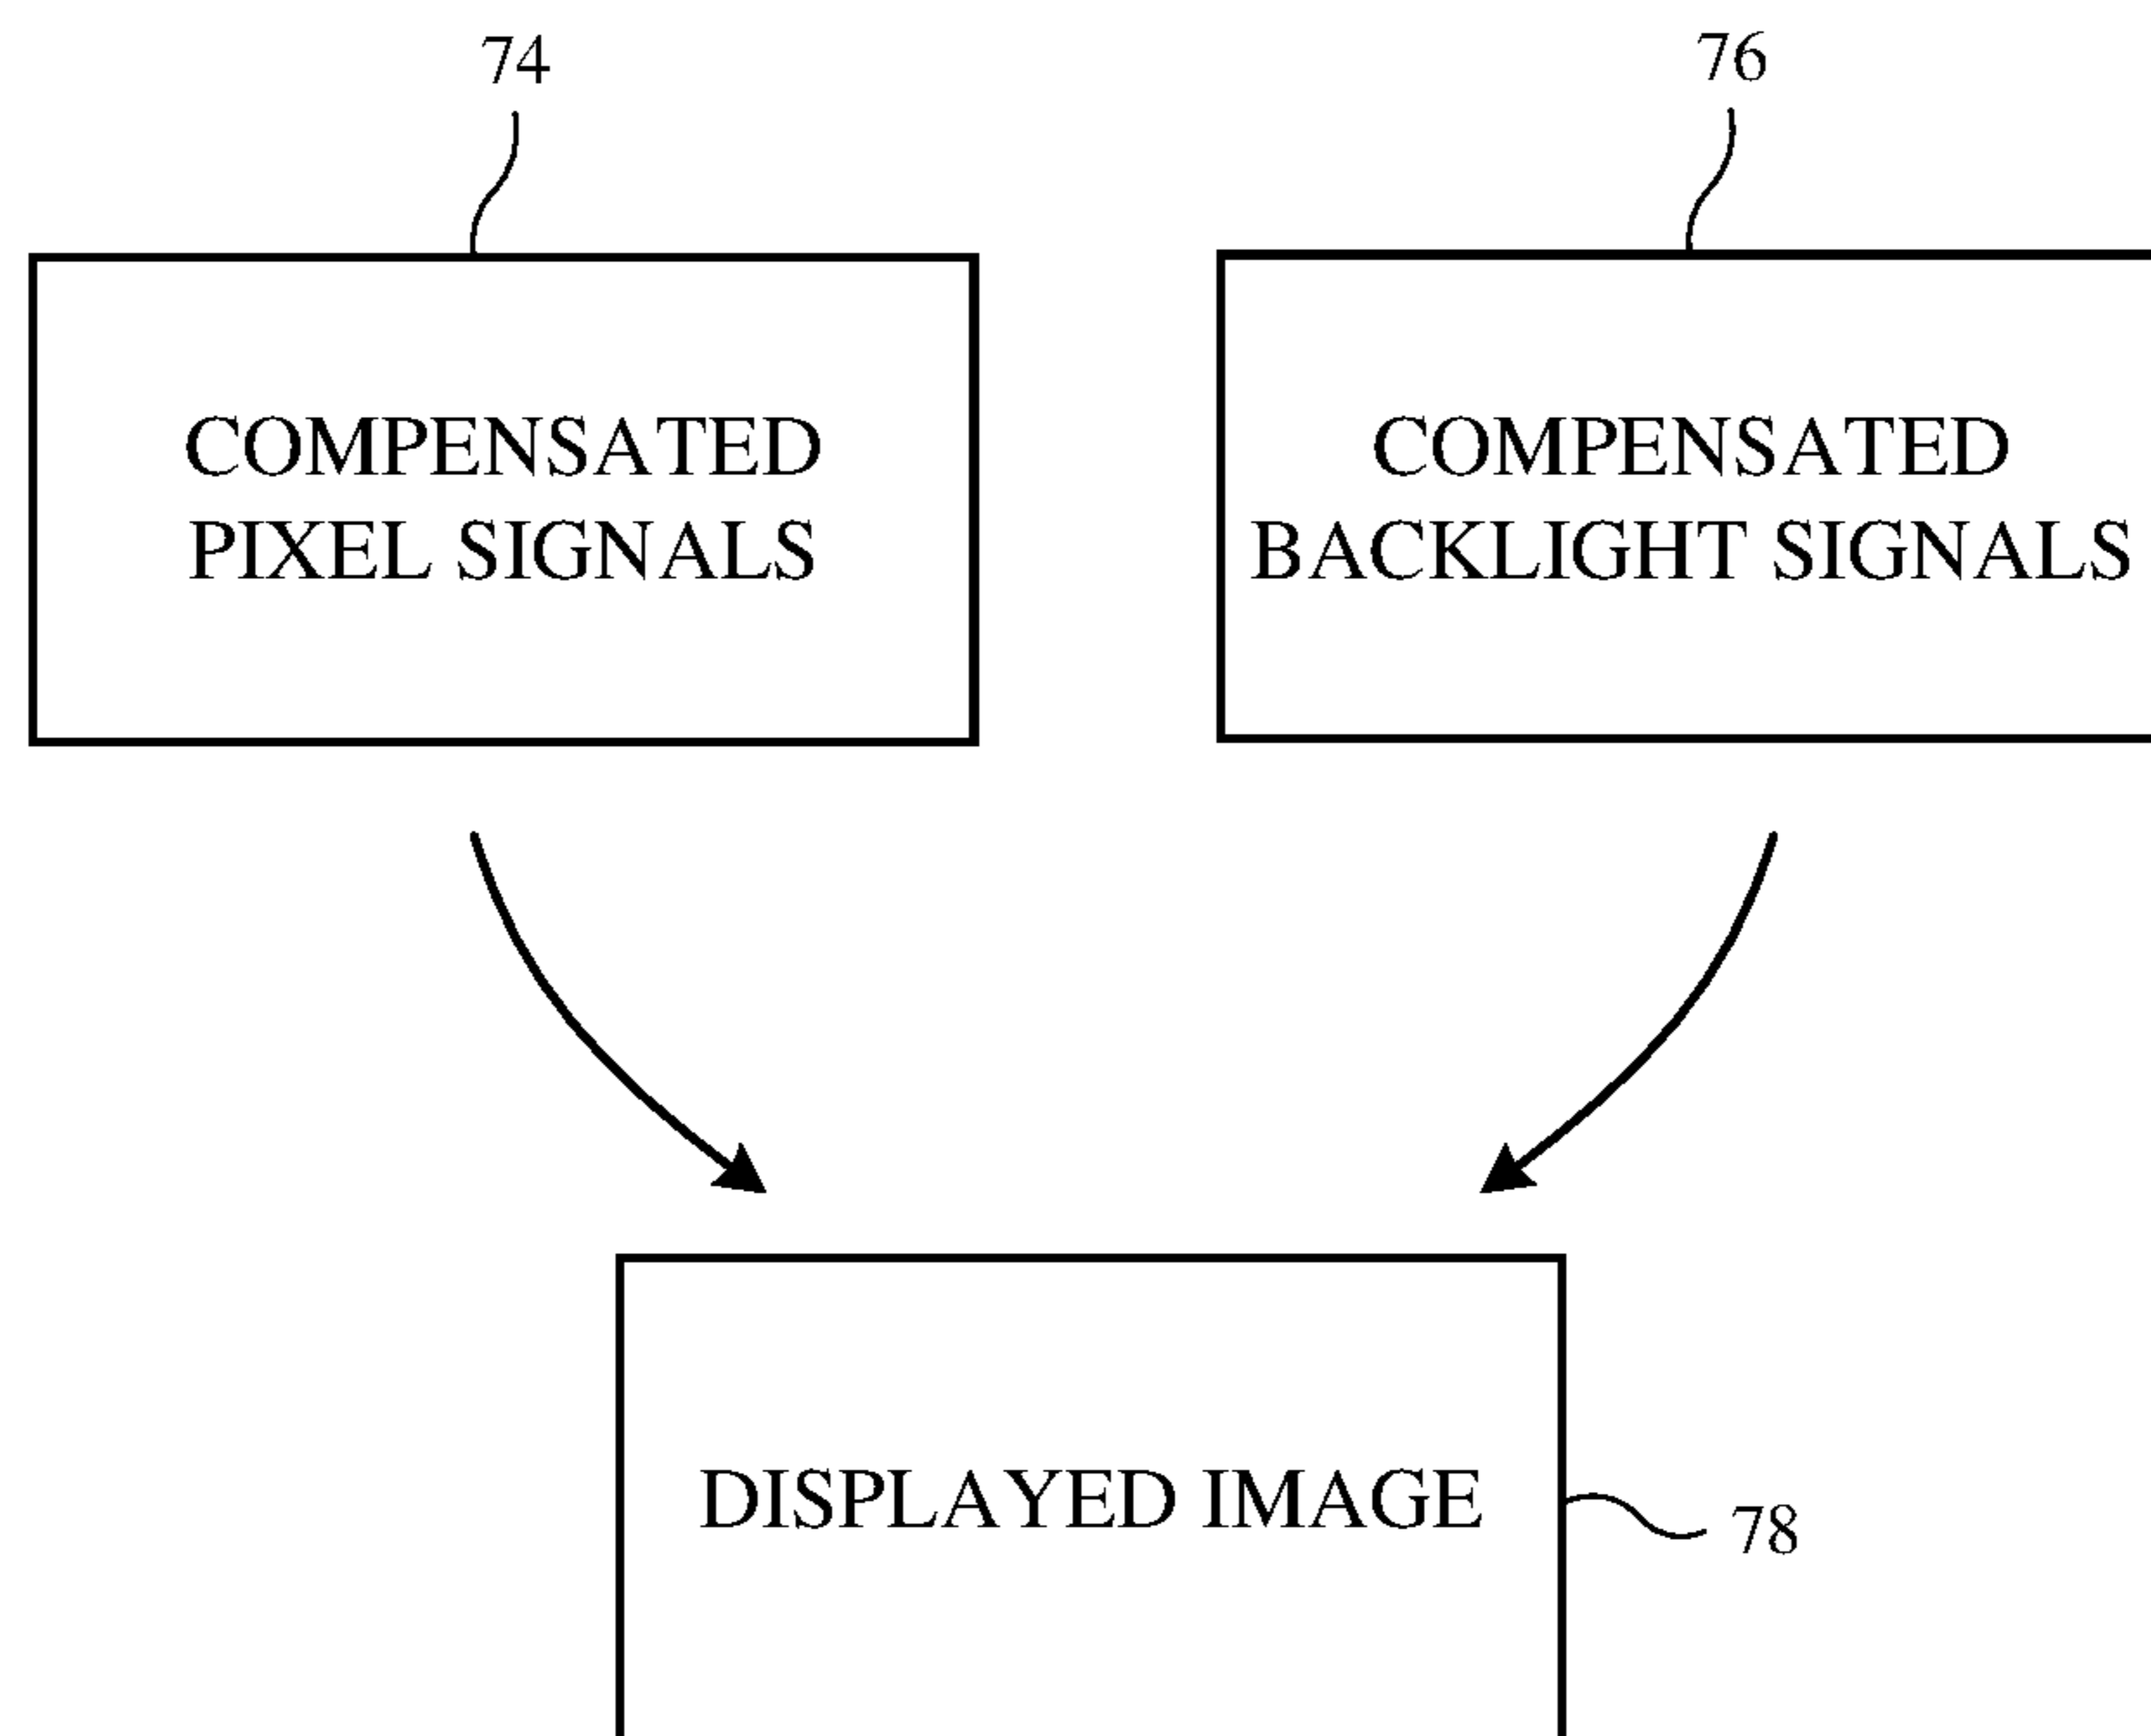 74
76
COMPENSATED
PIXEL SIGNALS
COMPENSATED
BACKLIGHT SIGNALS
DISPLAYED IMAGE
78